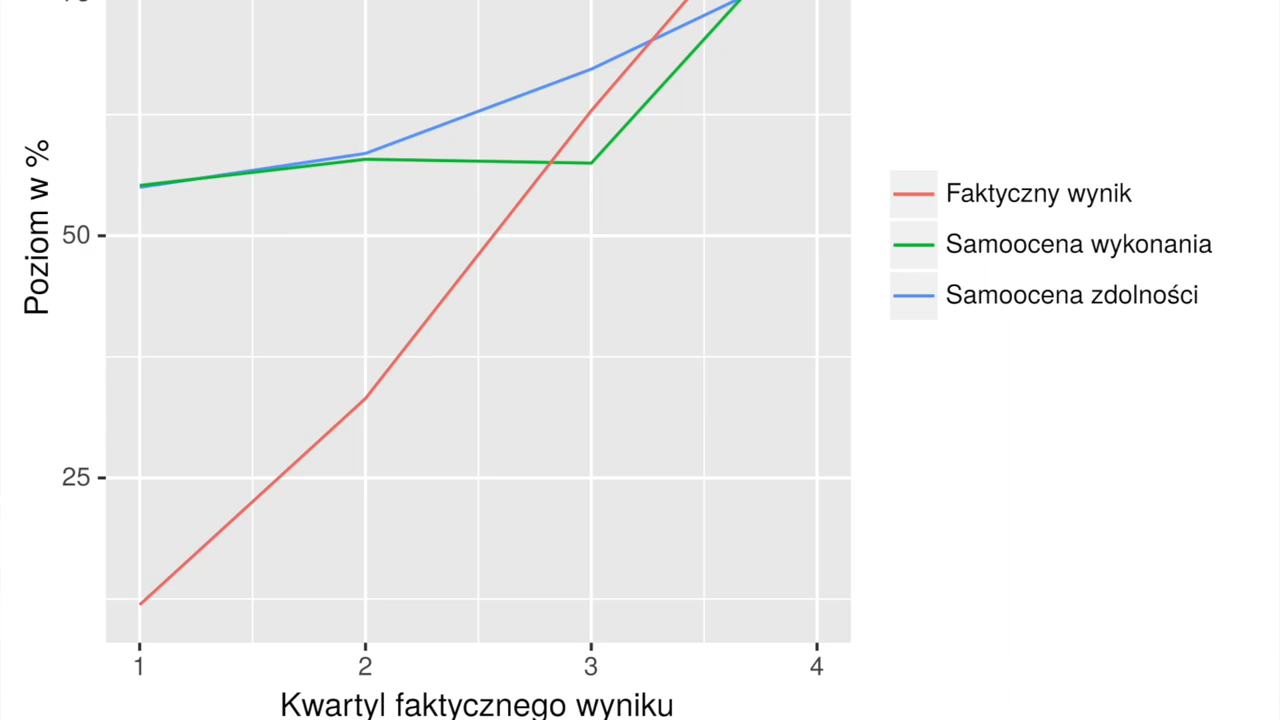 Poziom w %
50
25
1 2 3 4
Kwartyl faktycznego wyniku
Faktyczny wynik
Samoocena wykonania
Samoocena zdolności